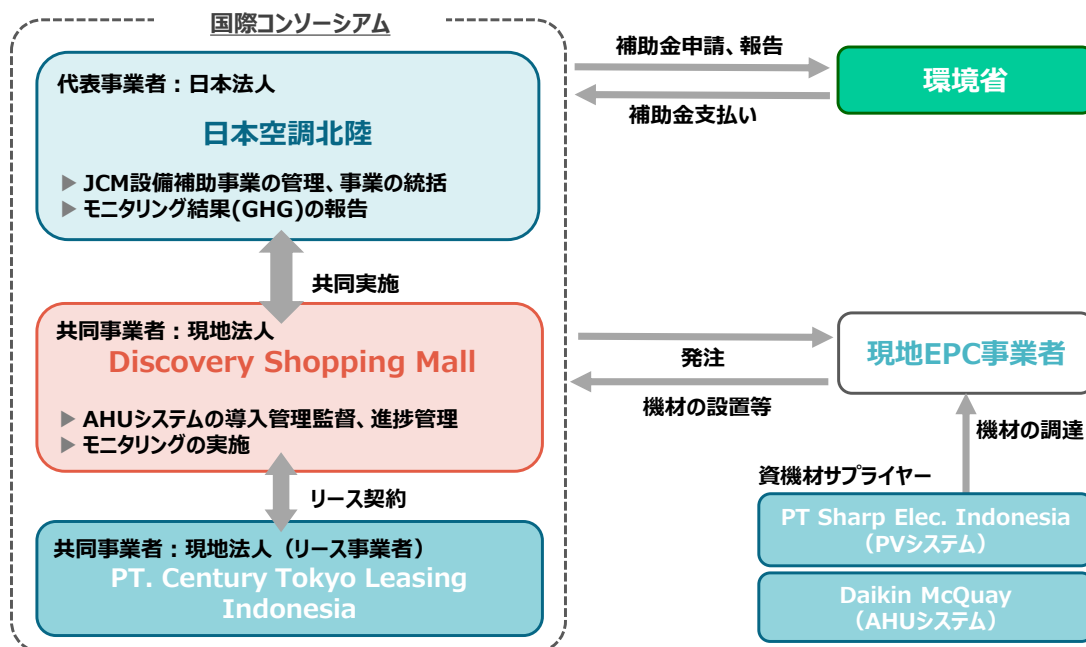 国際コンソーシアム
代表事業者：日本法人
日本空調北陸
▶ JCM設備補助事業の管理、事業の統括
▶ モニタリング結果(GHG)の報告
共同実施
共同事業者：現地法人
Discovery Shopping Mall
▶ AHUシステムの導入管理監督、進捗管理
▶ モニタリングの実施
リース契約
共同事業者：現地法人（リース事業者）
PT. Century Tokyo Leasing
Indonesia
補助金申請、報告
補助金支払い
環境省
発注
機材の設置等
現地EPC事業者
機材の調達
資機材サプライヤー
PT Sharp Elec. Indonesia
（PVシステム）
Daikin McQuay
（AHUシステム）